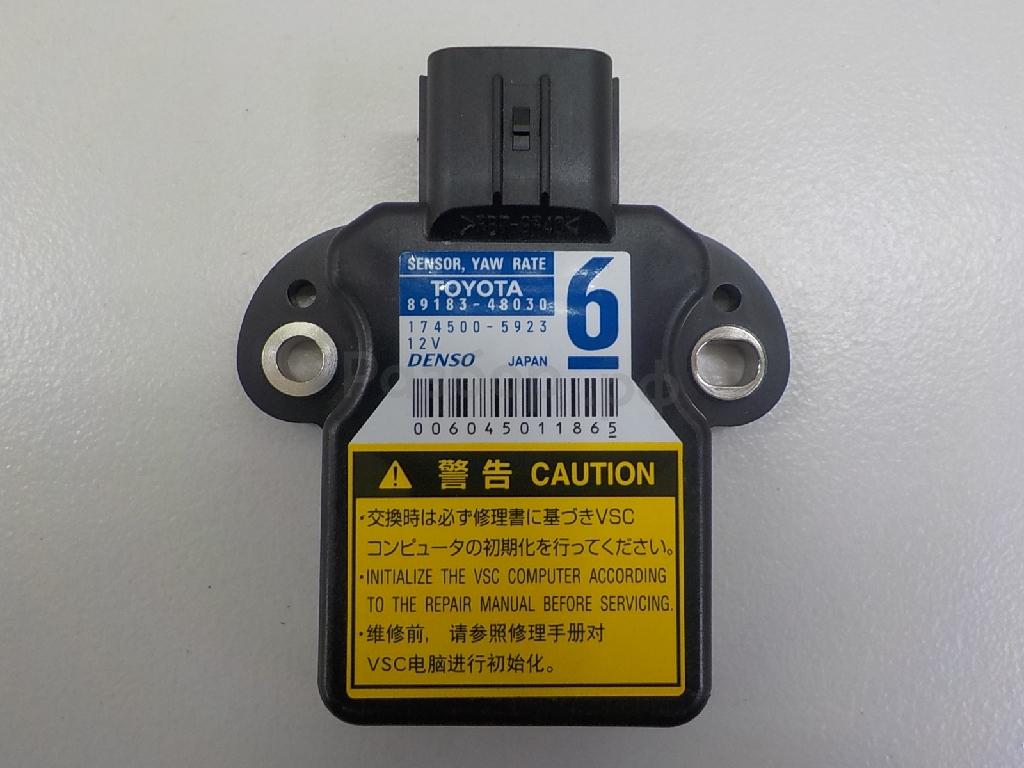 SENSOR, YAW RATE
TOYOTA
89183-48030
6
174500-5923
12V
DENSO JAPAN
006045011865
警告 CAUTION
・交換時は必ず修理書に基づきVSC
コンピュータの初期化を行ってください。
・INITIALIZE THE VSC COMPUTER ACCORDING
TO THE REPAIR MANUAL BEFORE SERVICING.
・维修前，请参照修理手册对
VSC电脑进行初始化。